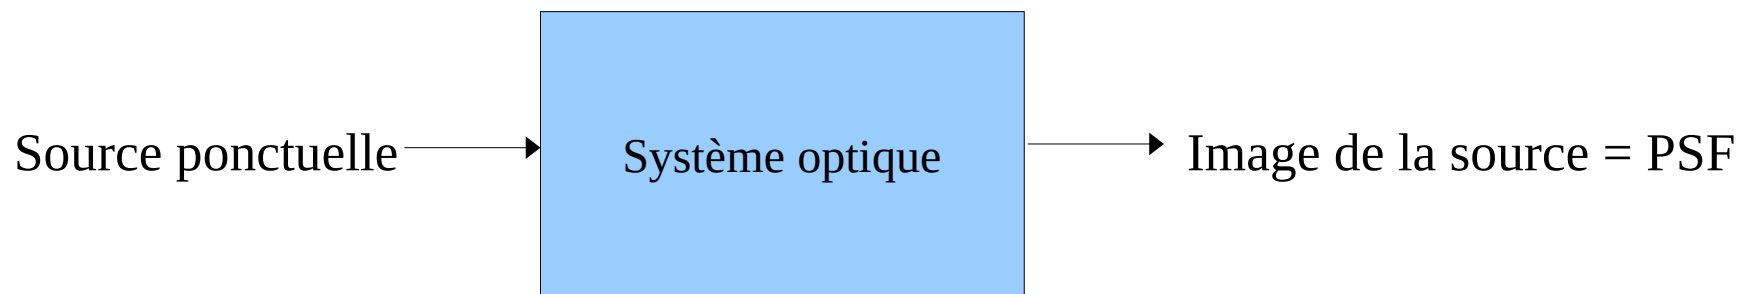 Source ponctuelle
Système optique
Image de la source = PSF